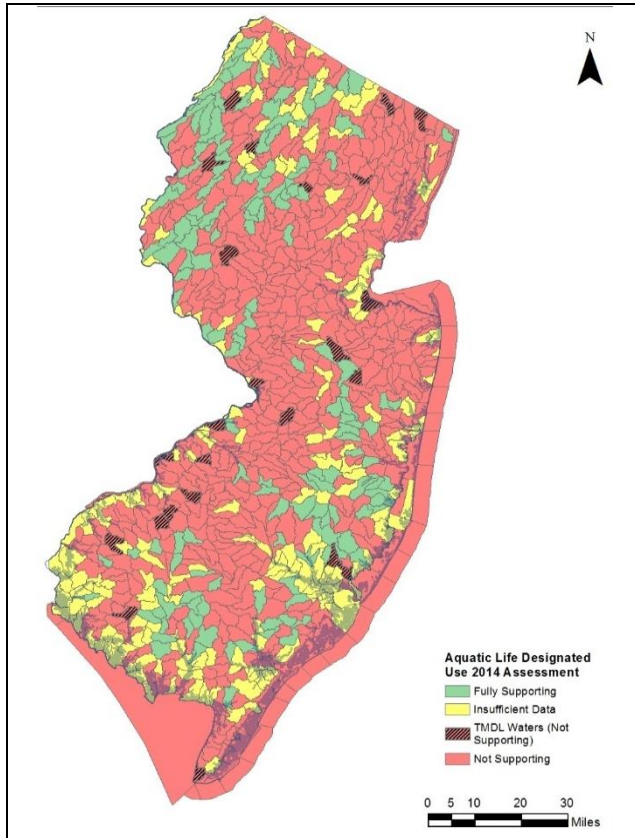 N
Aquatic Life Designated
Use 2014 Assessment
Fully Supporting
Insufficient Data
TMDL Waters (Not
Supporting)
Not Supporting
0 5 10 20 30
Miles